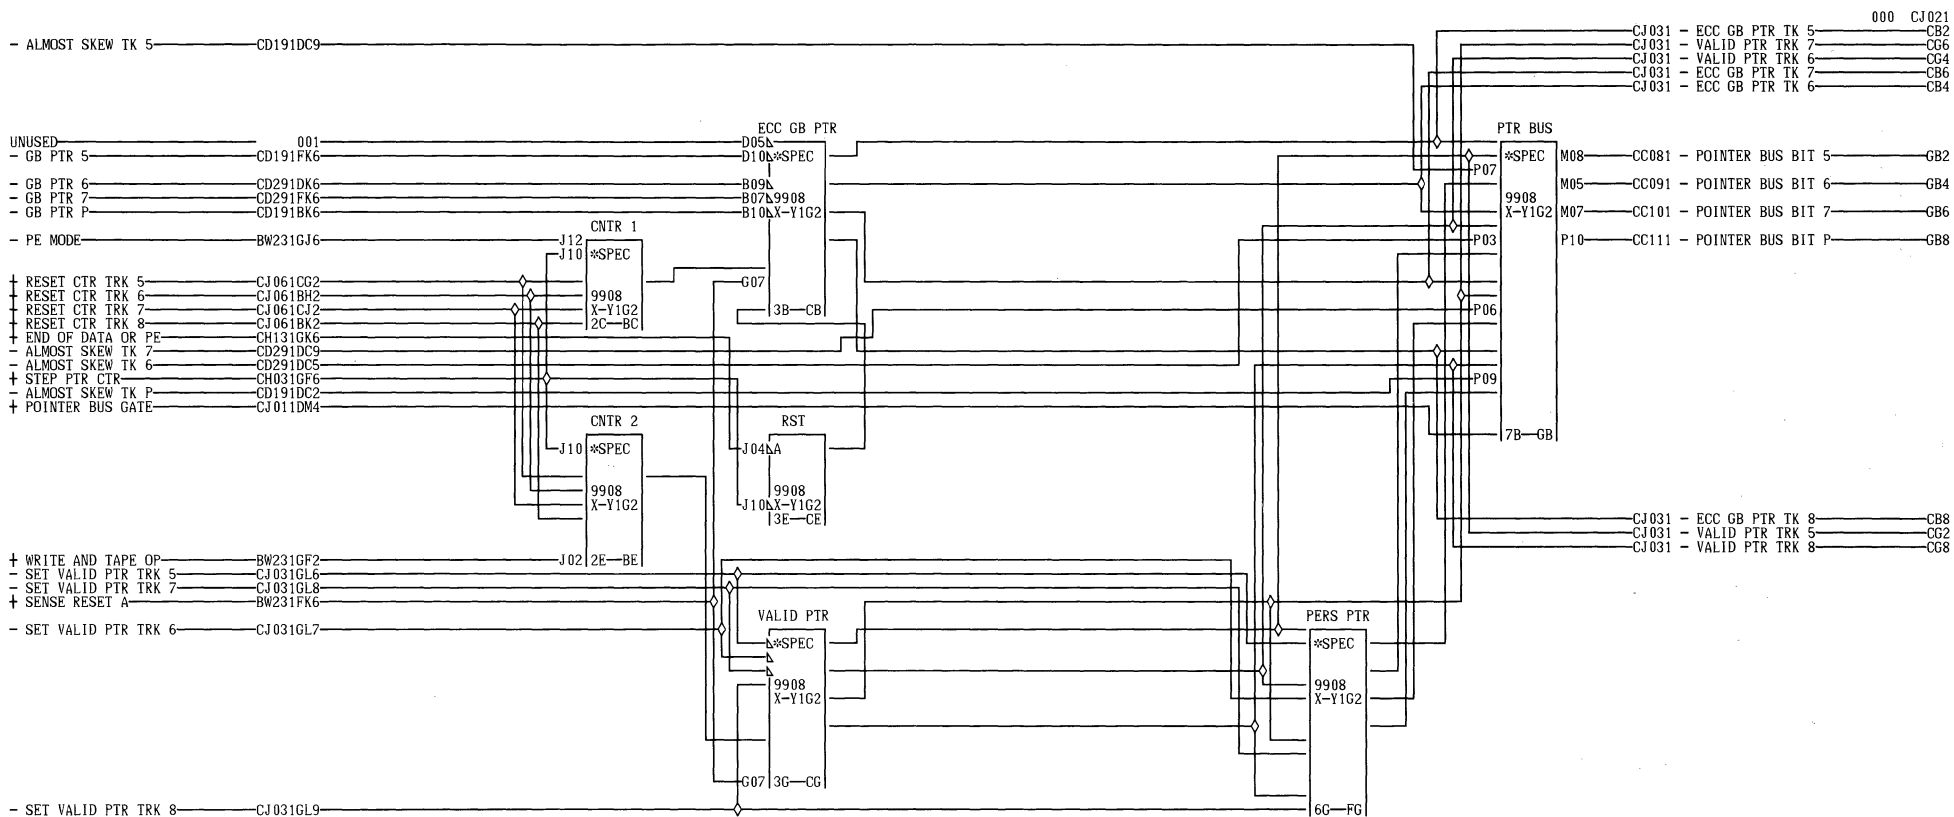 000 CJ021
CJ031 - ECC GB PTR TK 5 CB2
- ALMOST SKEW TK 5 CD191DC9 CJ031 - VALID PTR TRK 7 CG6
CJ031 - VALID PTR TRK 6 CG4
CJ031 - ECC GB PTR TK 7 CB6
CJ031 - ECC GB PTR TK 6 CB4
ECC GB PTR PTR BUS
UNUSED 001 D05
- GB PTR 5 CD191FK6 D10 *SPEC *SPEC M08 CC081 - POINTER BUS BIT 5 GB2
P07
- GB PTR 6 CD291DK6 B09 M05 CC091 - POINTER BUS BIT 6 GB4
- GB PTR 7 CD291FK6 B07 9908 9908
- GB PTR P CD191BK6 B10 X-Y1G2 X-Y1G2 M07 CC101 - POINTER BUS BIT 7 GB6
CNTR 1
- PE MODE BW231GJ6 J12 P03 P10 CC111 - POINTER BUS BIT P GB8
J10 *SPEC
+ RESET CTR TRK 5 CJ061CG2 G07
+ RESET CTR TRK 6 CJ061BH2 9908
+ RESET CTR TRK 7 CJ061CJ2 X-Y1G2 3B CB P06
+ RESET CTR TRK 8 CJ061BK2 2C BC
+ END OF DATA OR PE CH131GK6
- ALMOST SKEW TK 7 CD291DC9
- ALMOST SKEW TK 6 CD291DC5
+ STEP PTR CTR CH031GF6 P09
- ALMOST SKEW TK P CD191DC2
+ POINTER BUS GATE CJ011DM4
CNTR 2 RST
7B GB
J10 *SPEC J04 A
9908 9908
X-Y1G2 J10 X-Y1G2
3E CE CJ031 - ECC GB PTR TK 8 CB8
CJ031 - VALID PTR TRK 5 CG2
CJ031 - VALID PTR TRK 8 CG8
+ WRITE AND TAPE OP BW231GF2 J02 2E BE
- SET VALID PTR TRK 5 CJ031GL6
- SET VALID PTR TRK 7 CJ031GL8
+ SENSE RESET A BW231FK6
VALID PTR PERS PTR
- SET VALID PTR TRK 6 CJ031GL7
*SPEC *SPEC
9908 9908
X-Y1G2 X-Y1G2
G07 3G CG
- SET VALID PTR TRK 8 CJ031GL9 6G FG